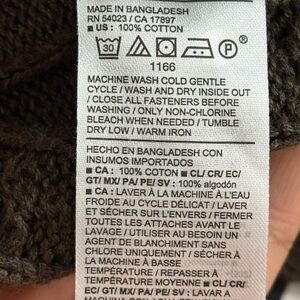 MADE IN BANGLADESH
RN 54023 / CA 17897
■ US : 100% COTTON
30
P
1166
MACHINE WASH COLD GENTLE
CYCLE / WASH AND DRY INSIDE OUT
/ CLOSE ALL FASTENERS BEFORE
WASHING / ONLY NON-CHLORINE
BLEACH WHEN NEEDED / TUMBLE
DRY LOW / WARM IRON
HECHO EN BANGLADESH CON
INSUMOS IMPORTADOS
■ CA : 100% COTON ■ CL/ CR/ EC/
GT/ MX/ PA/ PE/ SV : 100% algodón
■ CA : LAVER À LA MACHINE À L'EAU
FROIDE AU CYCLE DÉLICAT / LAVER
ET SÉCHER SUR L'ENVERS / FERMER
TOUTES LES ATTACHES AVANT LE
LAVAGE / UTILISER AU BESOIN UN
AGENT DE BLANCHIMENT SANS
CHLORE UNIQUEMENT / SÉCHER À
LA MACHINE À BASSE
TEMPÉRATURE / REPASSER À
TEMPÉRATURE MOYENNE ■ CL/ CR/
EC/ GT/ MX/ PA/ PE/ SV : LAVAR A